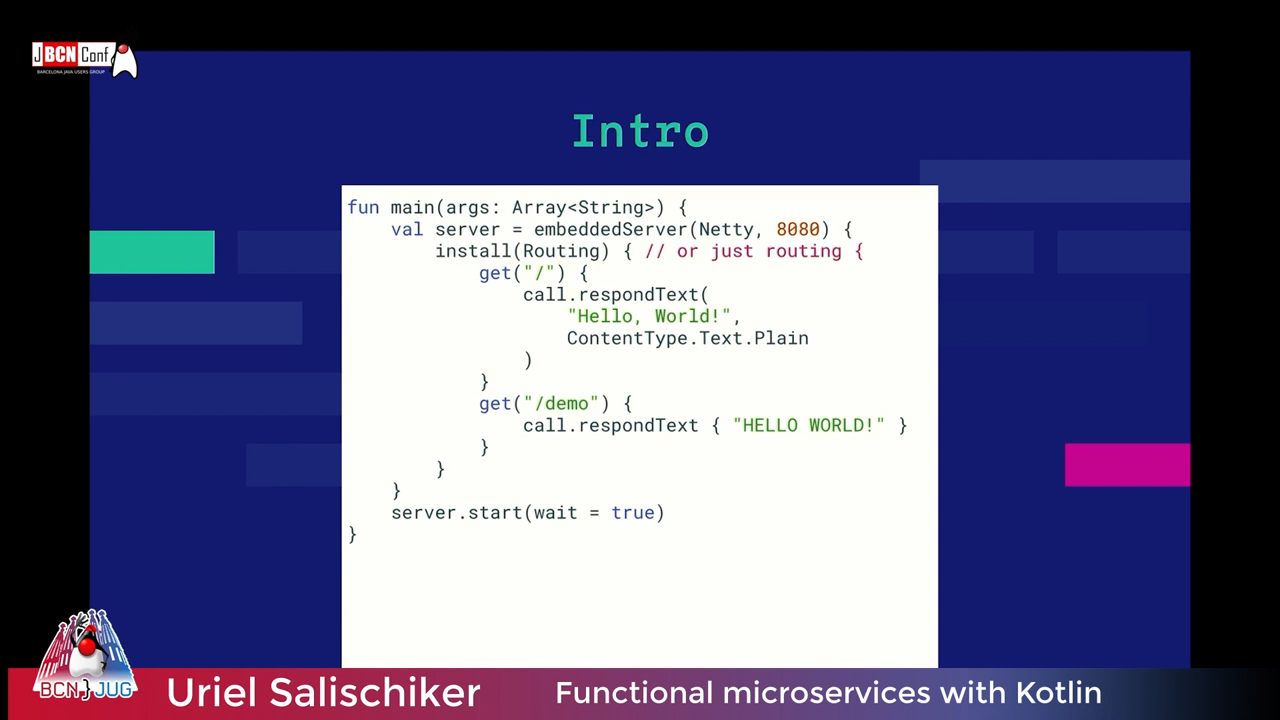 JBCNConf
BARCELONA JAVA USERS GROUP
Intro
fun main(args: Array<String>) {
    val server = embeddedServer(Netty, 8080) {
        install(Routing) { // or just routing {
            get("/") {
                call.respondText(
                    "Hello, World!",
                    ContentType.Text.Plain
                )
            }
            get("/demo") {
                call.respondText { "HELLO WORLD!" }
            }
        }
    }
    server.start(wait = true)
}
BCN JUG
Uriel Salischiker
Functional microservices with Kotlin